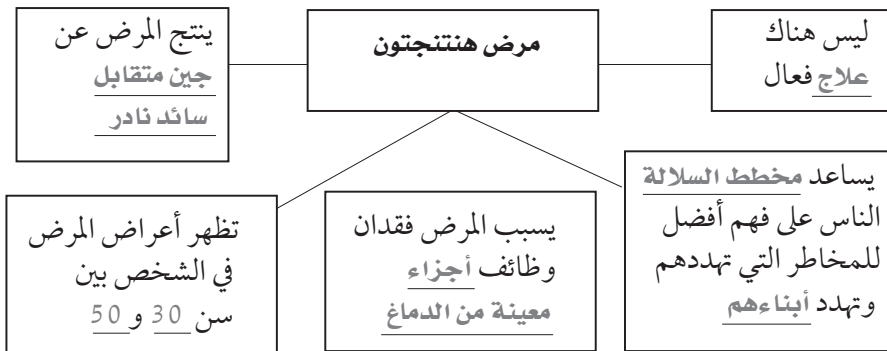 مرض هنتنجتون
ليس هناك
علاج فعال
ينتج المرض عن
جين متقابل
سائد نادر
يساعد مخطط السلالة
الناس على فهم أفضل
للمخاطر التي تهددهم
وتهدد أبناءهم
يسبب المرض فقدان
وظائف أجزاء
معينة من الدماغ
تظهر أعراض المرض
في الشخص بين
سن 30 و 50